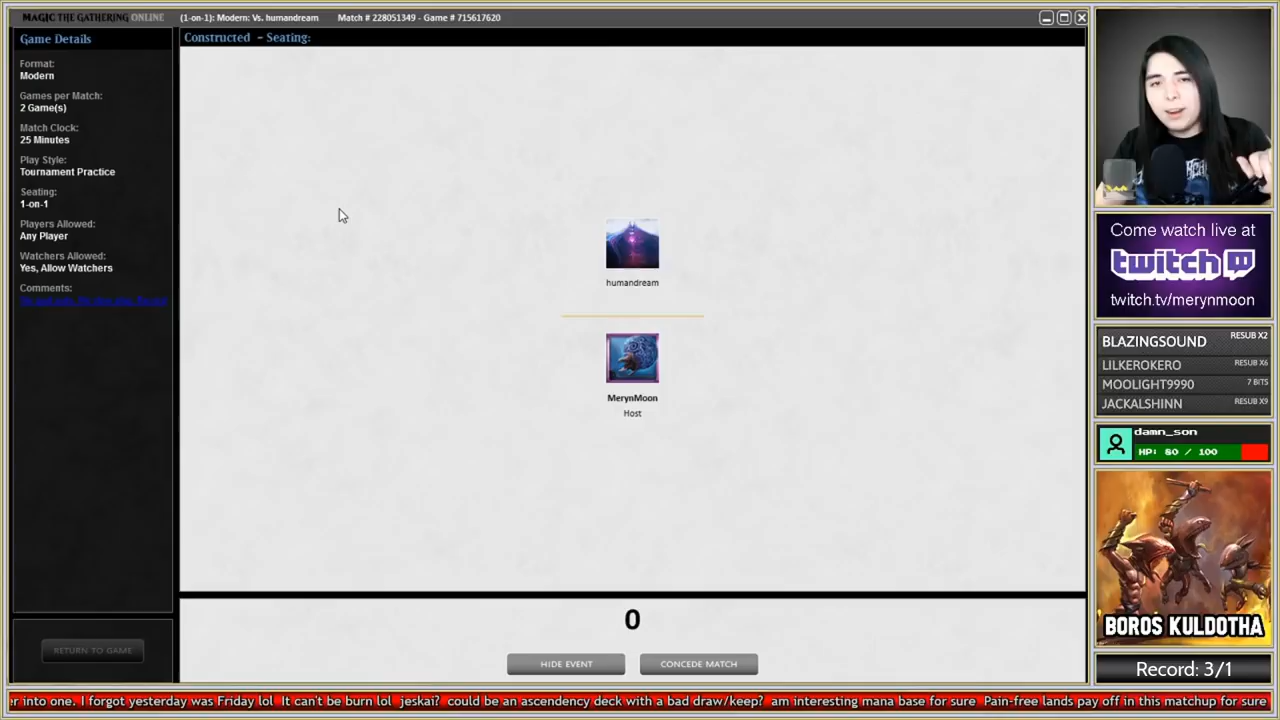 MAGIC THE GATHERING ONLINE (1-on-1): Modern: Vs. humandream Match # 228051349 - Game # 715617620
Game Details
Format:
Modern
Games per Match:
2 Game(s)
Match Clock:
25 Minutes
Play Style:
Tournament Practice
Seating:
1-on-1
Players Allowed:
Any Player
Watchers Allowed:
Yes, Allow Watchers
Comments:
RETURN TO GAME
Constructed - Seating:
humandream
MerynMoon
Host
0
HIDE EVENT CONCEDE MATCH
Come watch live at
twitch
twitch.tv/merynmoon
BLAZINGSOUND RESUB X2
LILKEROKERO RESUB X6
MOOLIGHT9990 7 BITS
JACKALSHINN RESUB X9
damn_son
HP: 80 / 100
BOROS KULDOTHA
Record: 3/1
er into one. I forgot yesterday was Friday lol It can't be burn lol jeskai? could be an ascendency deck with a bad draw/keep? am interesting mana base for sure Pain-free lands pay off in this matchup for sure